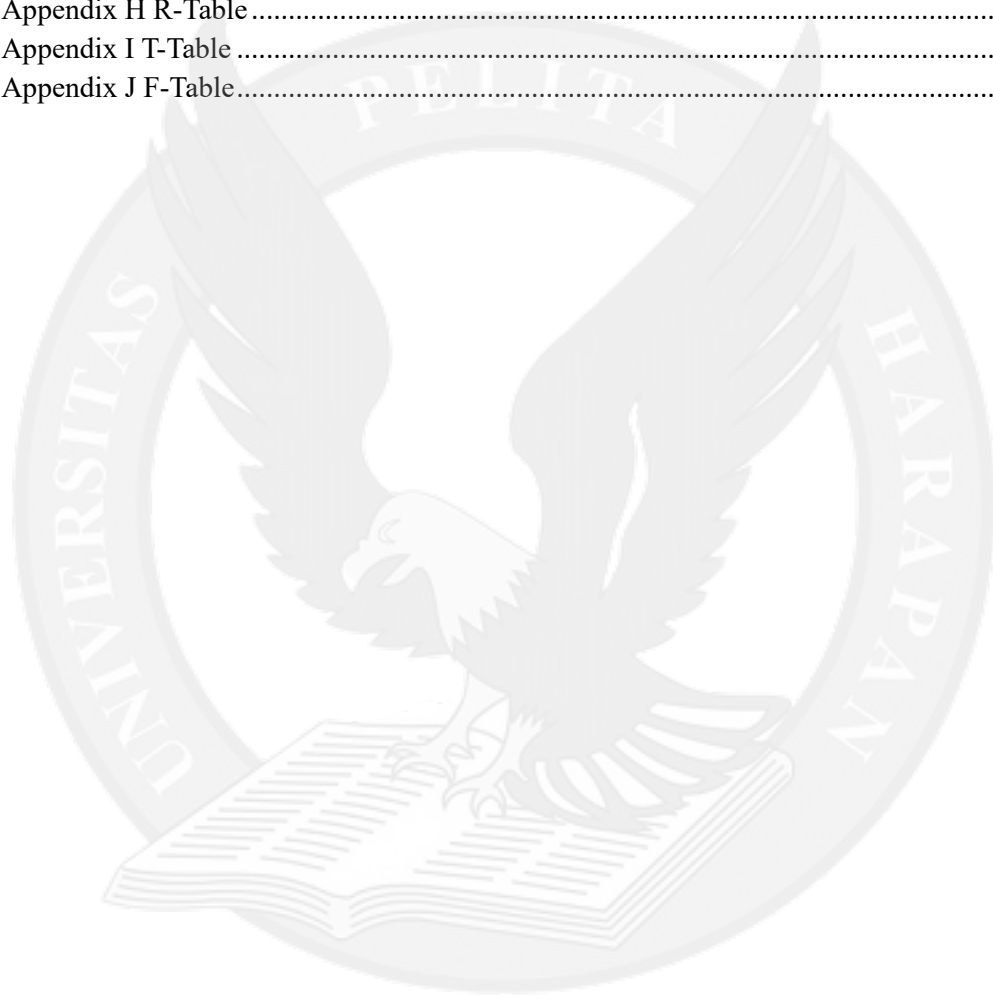 Appendix H R-Table..........................................................................................................
Appendix I T-Table..........................................................................................................
Appendix J F-Table..........................................................................................................
UNIVERSITAS PELITA HARAPAN